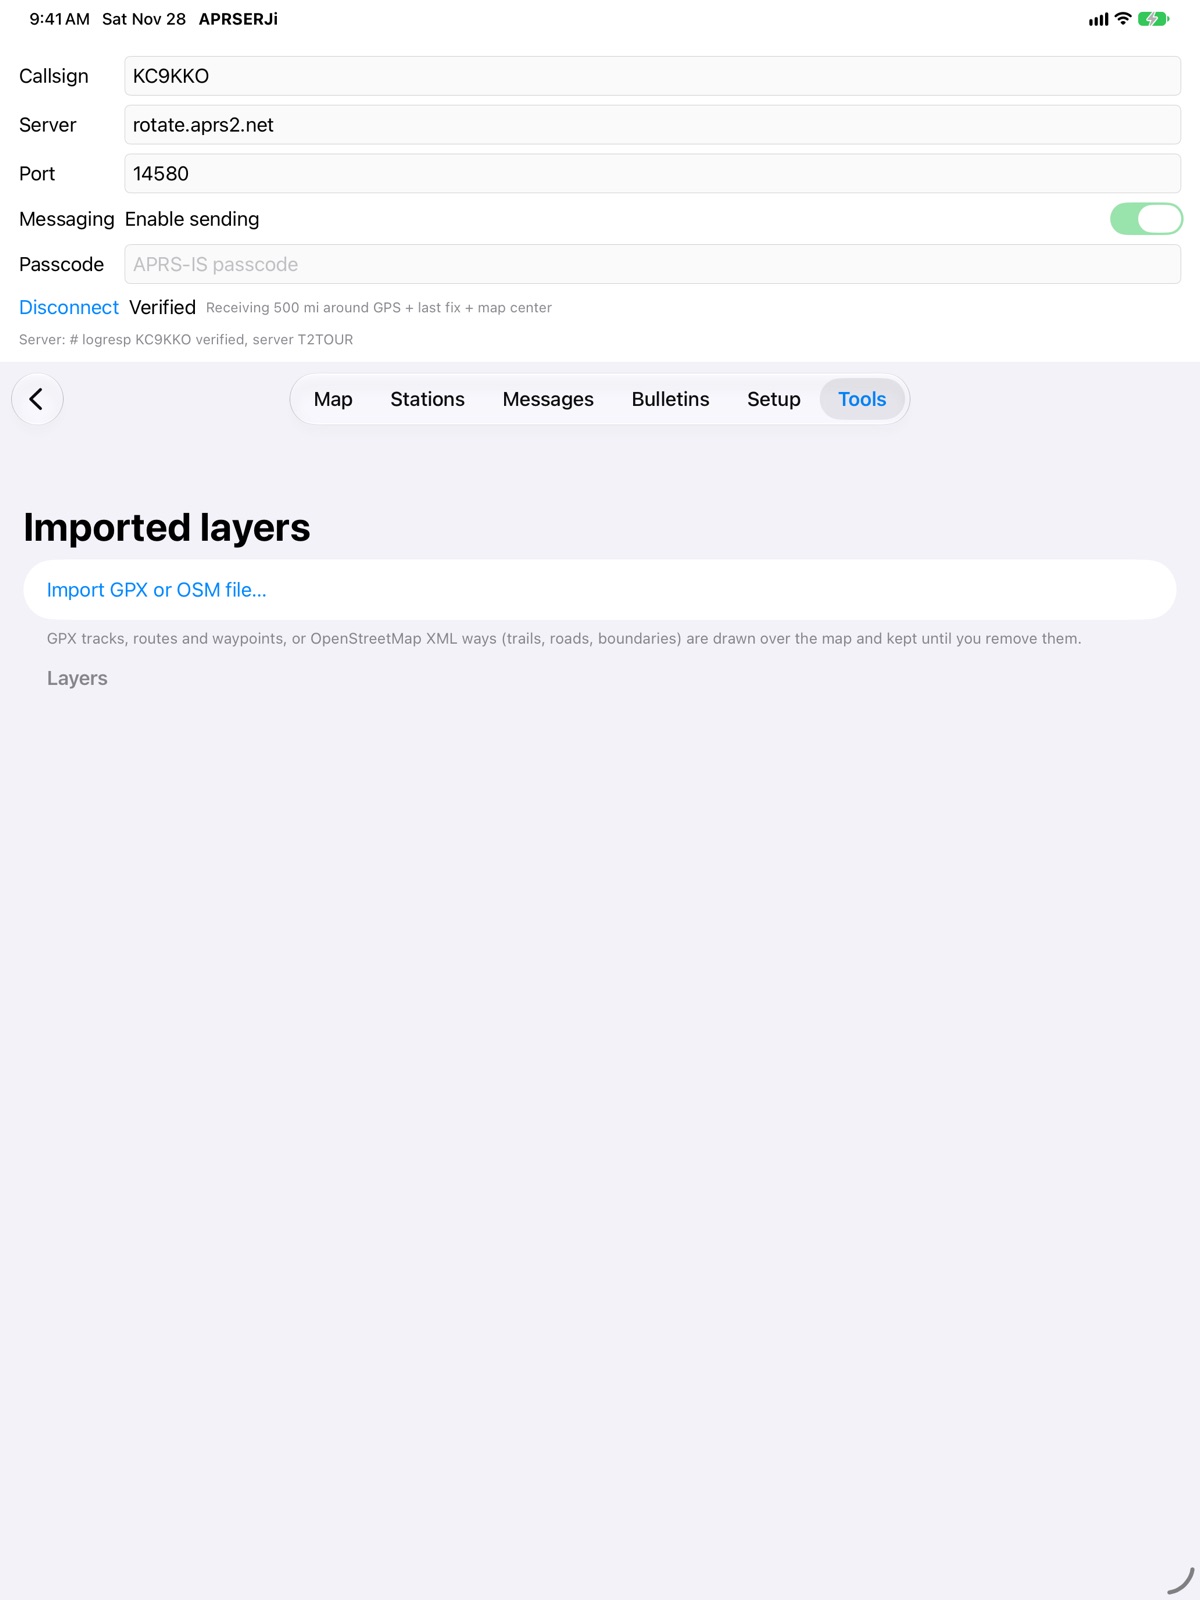 9:41 AM Sat Nov 28 APRSERJi
Callsign KC9KKO
Server rotate.aprs2.net
Port 14580
Messaging Enable sending
Passcode APRS-IS passcode
Disconnect Verified Receiving 500 mi around GPS + last fix + map center
Server: # logresp KC9KKO verified, server T2TOUR
Map Stations Messages Bulletins Setup Tools
Imported layers
Import GPX or OSM file...
GPX tracks, routes and waypoints, or OpenStreetMap XML ways (trails, roads, boundaries) are drawn over the map and kept until you remove them.
Layers